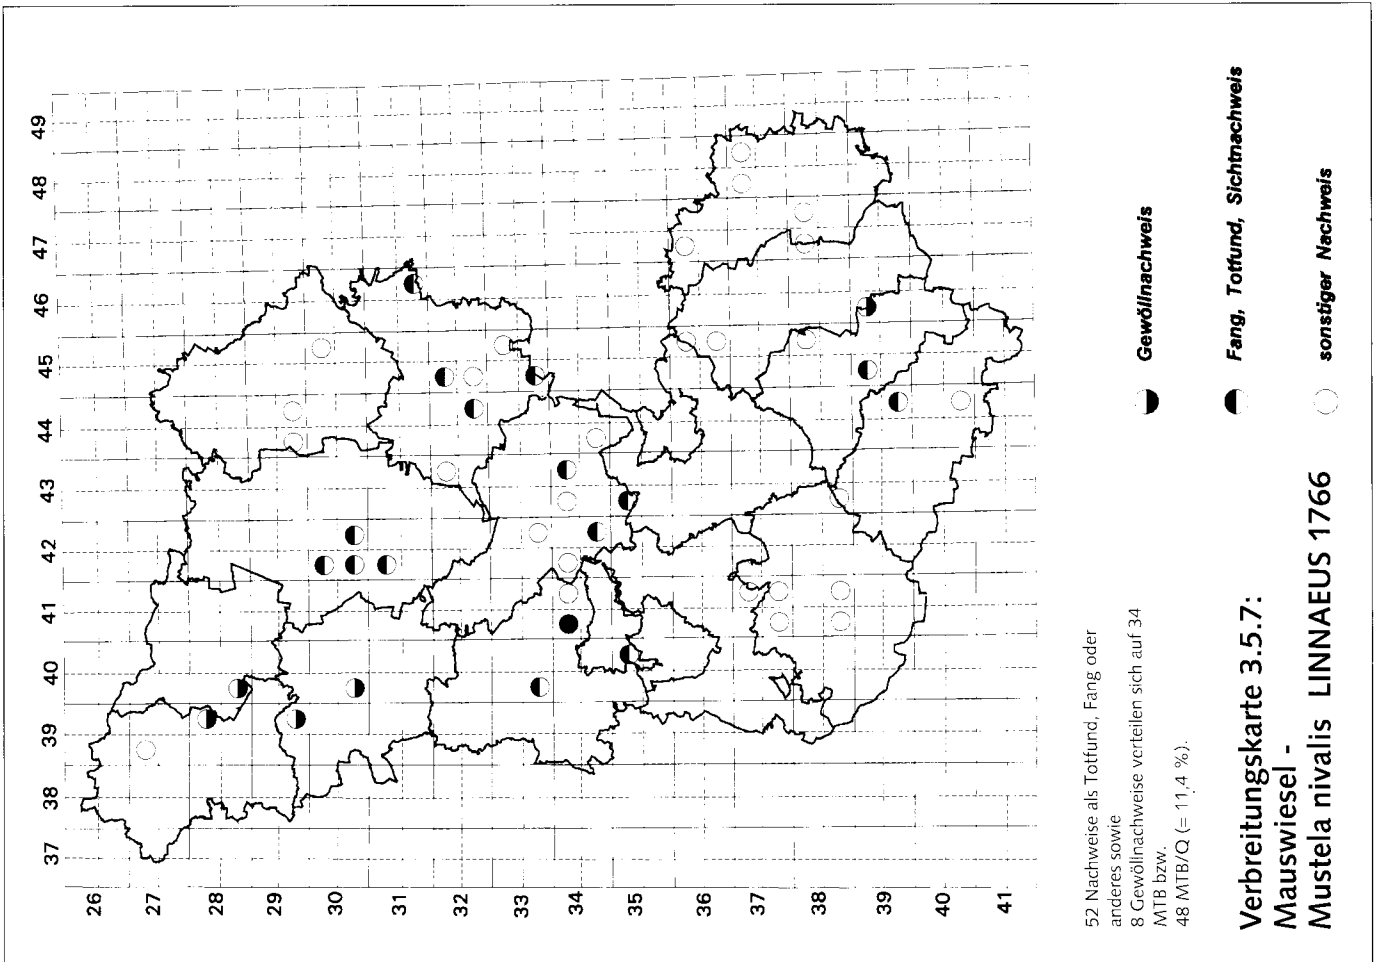 49
48
47
46
45
44
43
42
41
40
39
38
37
26
27
28
29
30
31
32
33
34
35
36
37
38
39
40
41
Gewöllnachweis
Fang, Totfund, Sichtnachweis
sonstiger Nachweis
52 Nachweise als Totfund, Fang oder
anderes sowie
8 Gewöllnachweise verteilen sich auf 34
MTB bzw.
48 MTB/Q (= 11,4 %).
Verbreitungskarte 3.5.7:
Mauswiesel -
Mustela nivalis LINNAEUS 1766